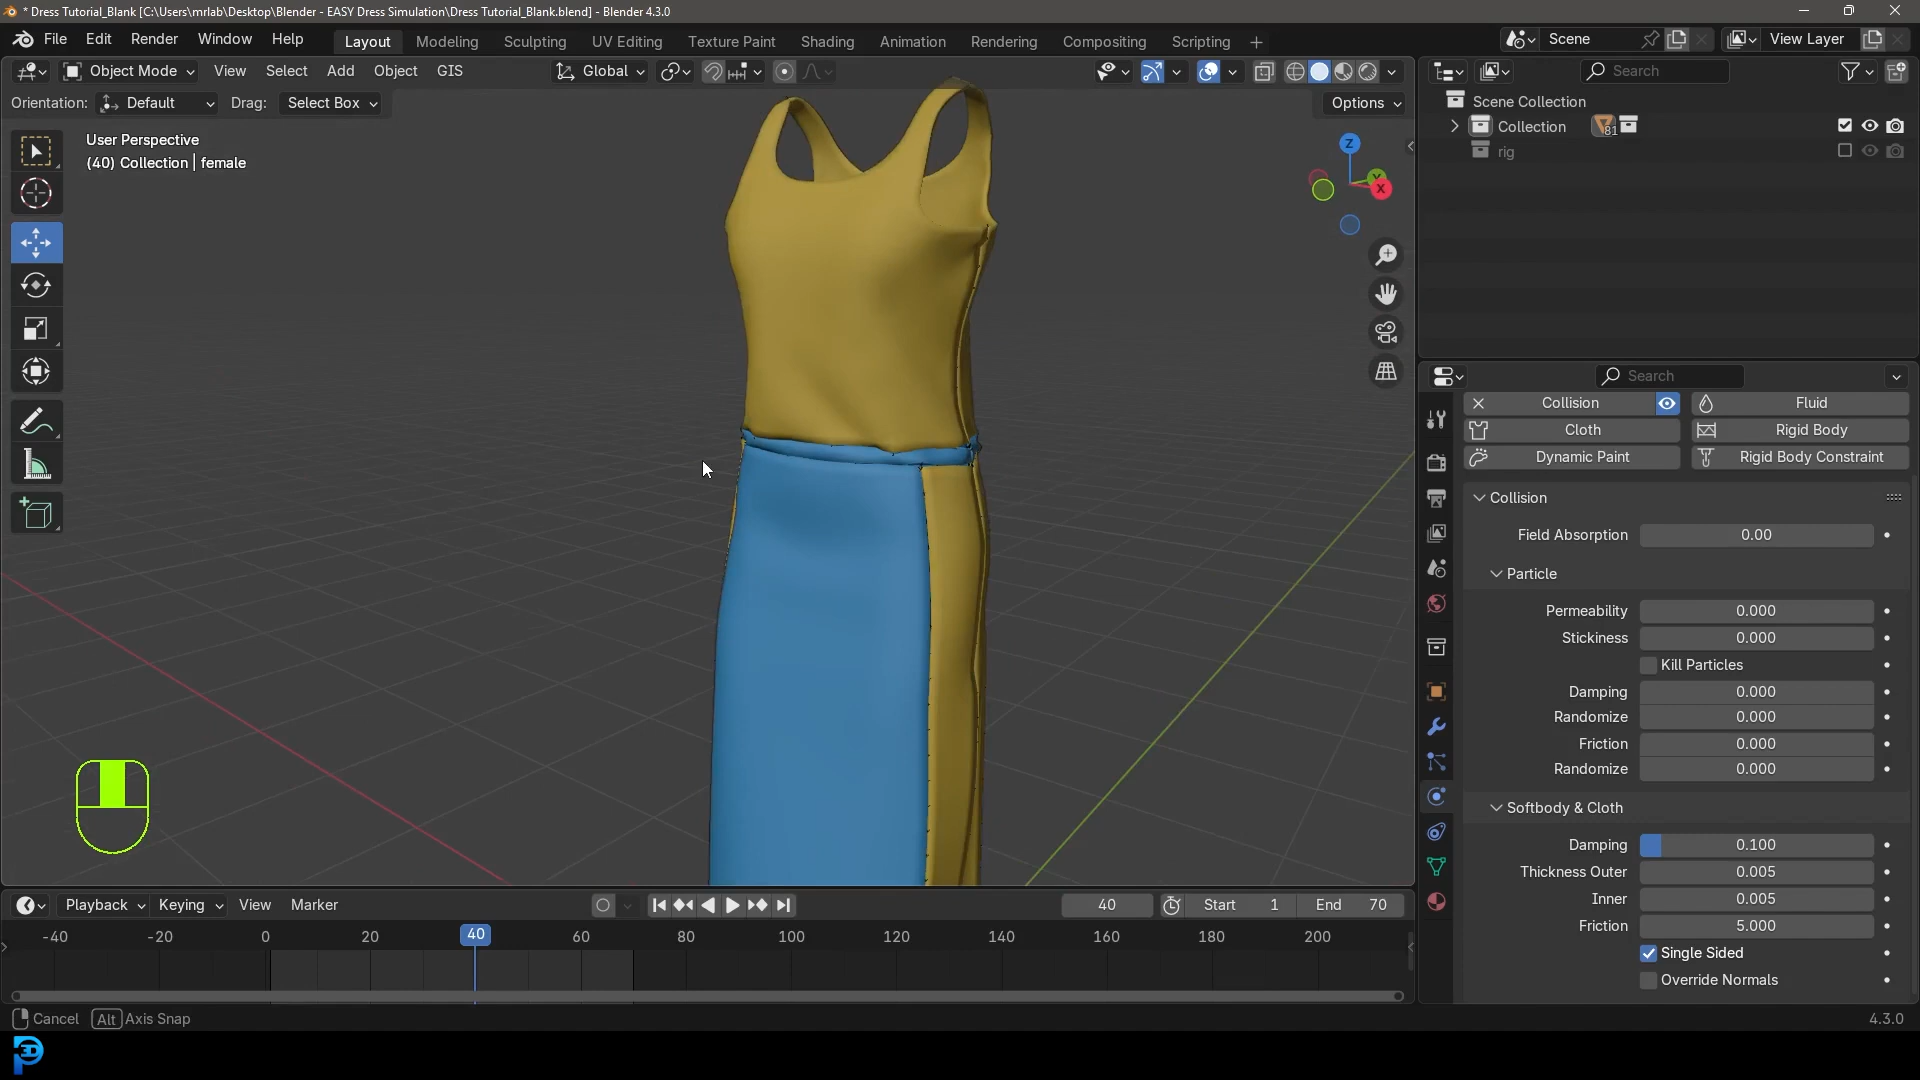 * Dress Tutorial_Blank [C:\Users\mrlab\Desktop\Blender - EASY Dress Simulation\Dress Tutorial_Blank.blend] - Blender 4.3.0
File Edit Render Window Help Layout Modeling Sculpting UV Editing Texture Paint Shading Animation Rendering Compositing Scripting + Scene View Layer
Object Mode View Select Add Object GIS Global Search
Orientation: Default Drag: Select Box Options
Scene Collection
Collection 81
rig
User Perspective
(40) Collection | female
Z
Y
X
Search
Collision Fluid
Cloth Rigid Body
Dynamic Paint Rigid Body Constraint
Collision
Field Absorption 0.00
Particle
Permeability 0.000
Stickiness 0.000
Kill Particles
Damping 0.000
Randomize 0.000
Friction 0.000
Randomize 0.000
Softbody & Cloth
Damping 0.100
Thickness Outer 0.005
Inner 0.005
Friction 5.000
Single Sided
Override Normals
Playback Keying View Marker 40 Start 1 End 70
-40 -20 0 20 40 60 80 100 120 140 160 180 200
Cancel Alt Axis Snap 4.3.0